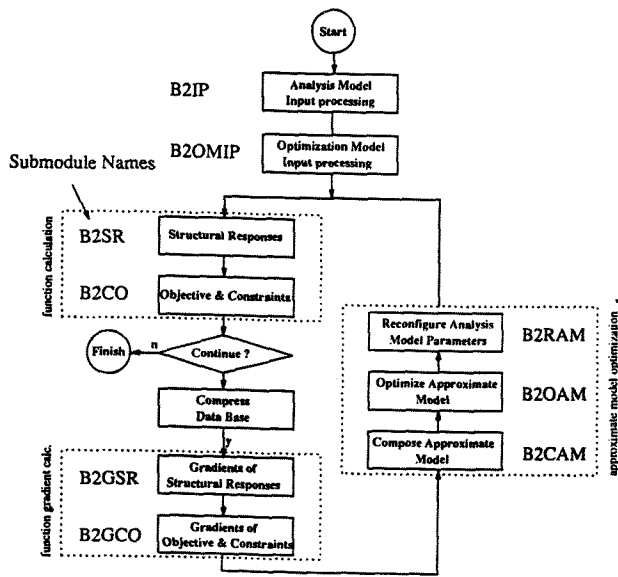 Start
B2IP
Analysis Model
Input processing
B2OMIP
Optimization Model
Input processing
Submodule Names
function calculation
B2SR
Structural Responses
B2CO
Objective & Constraints
Finish
n
Continue ?
Compress
Data Base
y
function gradient calc.
B2GSR
Gradients of
Structural Responses
B2GCO
Gradients of
Objective & Constraints
Reconfigure Analysis
Model Parameters
B2RAM
Optimize Approximate
Model
B2OAM
Compose Approximate
Model
B2CAM
approximate model optimization